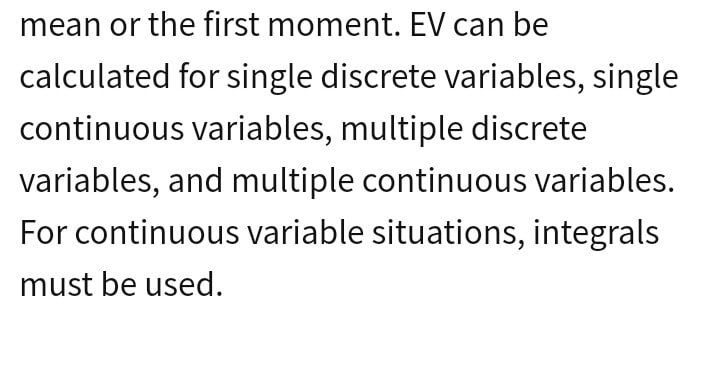 mean or the first moment. EV can be
calculated for single discrete variables, single
continuous variables, multiple discrete
variables, and multiple continuous variables.
For continuous variable situations, integrals
must be used.